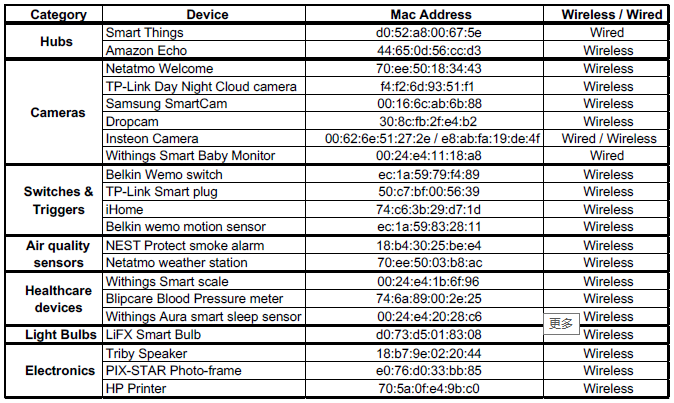 Category Device Mac Address Wireless / Wired
Hubs
Smart Things d0:52:a8:00:67:5e Wired
Amazon Echo 44:65:0d:56:cc:d3 Wireless
Cameras
Netatmo Welcome 70:ee:50:18:34:43 Wireless
TP-Link Day Night Cloud camera f4:f2:6d:93:51:f1 Wireless
Samsung SmartCam 00:16:6c:ab:6b:88 Wireless
Dropcam 30:8c:fb:2f:e4:b2 Wireless
Insteon Camera 00:62:6e:51:27:2e / e8:ab:fa:19:de:4f Wired / Wireless
Withings Smart Baby Monitor 00:24:e4:11:18:a8 Wired
Switches &
Triggers
Belkin Wemo switch ec:1a:59:79:f4:89 Wireless
TP-Link Smart plug 50:c7:bf:00:56:39 Wireless
iHome 74:c6:3b:29:d7:1d Wireless
Belkin wemo motion sensor ec:1a:59:83:28:11 Wireless
Air quality
sensors
NEST Protect smoke alarm 18:b4:30:25:be:e4 Wireless
Netatmo weather station 70:ee:50:03:b8:ac Wireless
Healthcare
devices
Withings Smart scale 00:24:e4:1b:6f:96 Wireless
Blipcare Blood Pressure meter 74:6a:89:00:2e:25 Wireless
Withings Aura smart sleep sensor 00:24:e4:20:28:c6 Wireless
更多
Light Bulbs LiFX Smart Bulb d0:73:d5:01:83:08 Wireless
Electronics
Triby Speaker 18:b7:9e:02:20:44 Wireless
PIX-STAR Photo-frame e0:76:d0:33:bb:85 Wireless
HP Printer 70:5a:0f:e4:9b:c0 Wireless